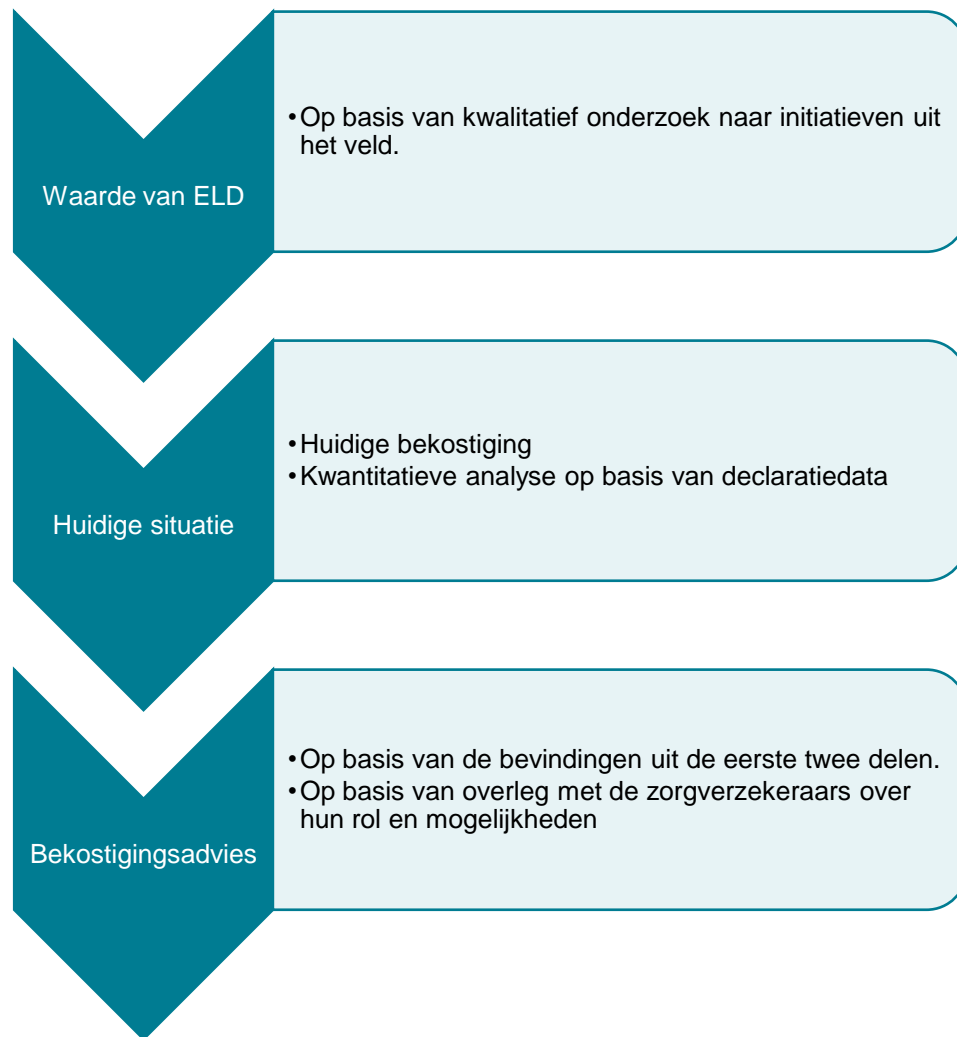 Waarde van ELD
•Op basis van kwalitatief onderzoek naar initiatieven uit
het veld.
Huidige situatie
•Huidige bekostiging
•Kwantitatieve analyse op basis van declaratiedata
Bekostigingsadvies
•Op basis van de bevindingen uit de eerste twee delen.
•Op basis van overleg met de zorgverzekeraars over
hun rol en mogelijkheden